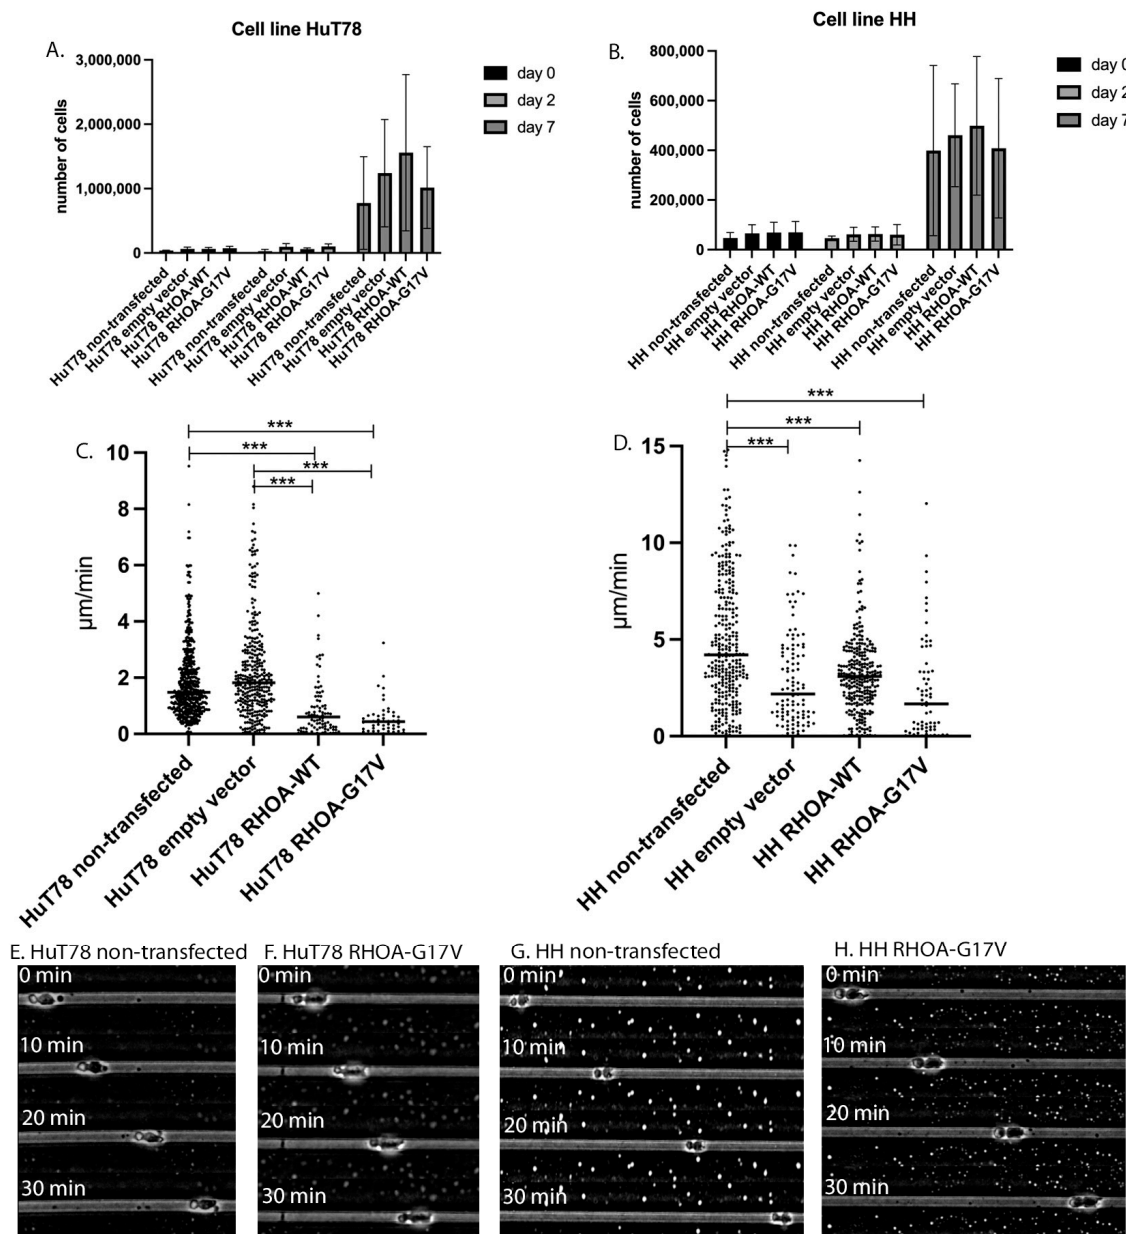 Cell line HuT78
A.
3,000,000
2,000,000
1,000,000
0
number of cells
day 0
day 2
day 7
HuT78 non-transfected
HuT78 empty vector
HuT78 RHOA-WT
HuT78 RHOA-G17V
HuT78 non-transfected
HuT78 empty vector
HuT78 RHOA-WT
HuT78 RHOA-G17V
HuT78 non-transfected
HuT78 empty vector
HuT78 RHOA-WT
HuT78 RHOA-G17V
Cell line HH
B.
800,000
600,000
400,000
200,000
0
number of cells
day 0
day 2
day 7
HH non-transfected
HH empty vector
HH RHOA-WT
HH RHOA-G17V
HH non-transfected
HH empty vector
HH RHOA-WT
HH RHOA-G17V
HH non-transfected
HH empty vector
HH RHOA-WT
HH RHOA-G17V
C.
***
***
***
***
10
8
6
4
2
0
µm/min
HuT78 non-transfected
HuT78 empty vector
HuT78 RHOA-WT
HuT78 RHOA-G17V
D.
***
***
***
15
10
5
0
µm/min
HH non-transfected
HH empty vector
HH RHOA-WT
HH RHOA-G17V
E. HuT78 non-transfected
0 min
10 min
20 min
30 min
F. HuT78 RHOA-G17V
0 min
10 min
20 min
30 min
G. HH non-transfected
0 min
10 min
20 min
30 min
H. HH RHOA-G17V
0 min
10 min
20 min
30 min